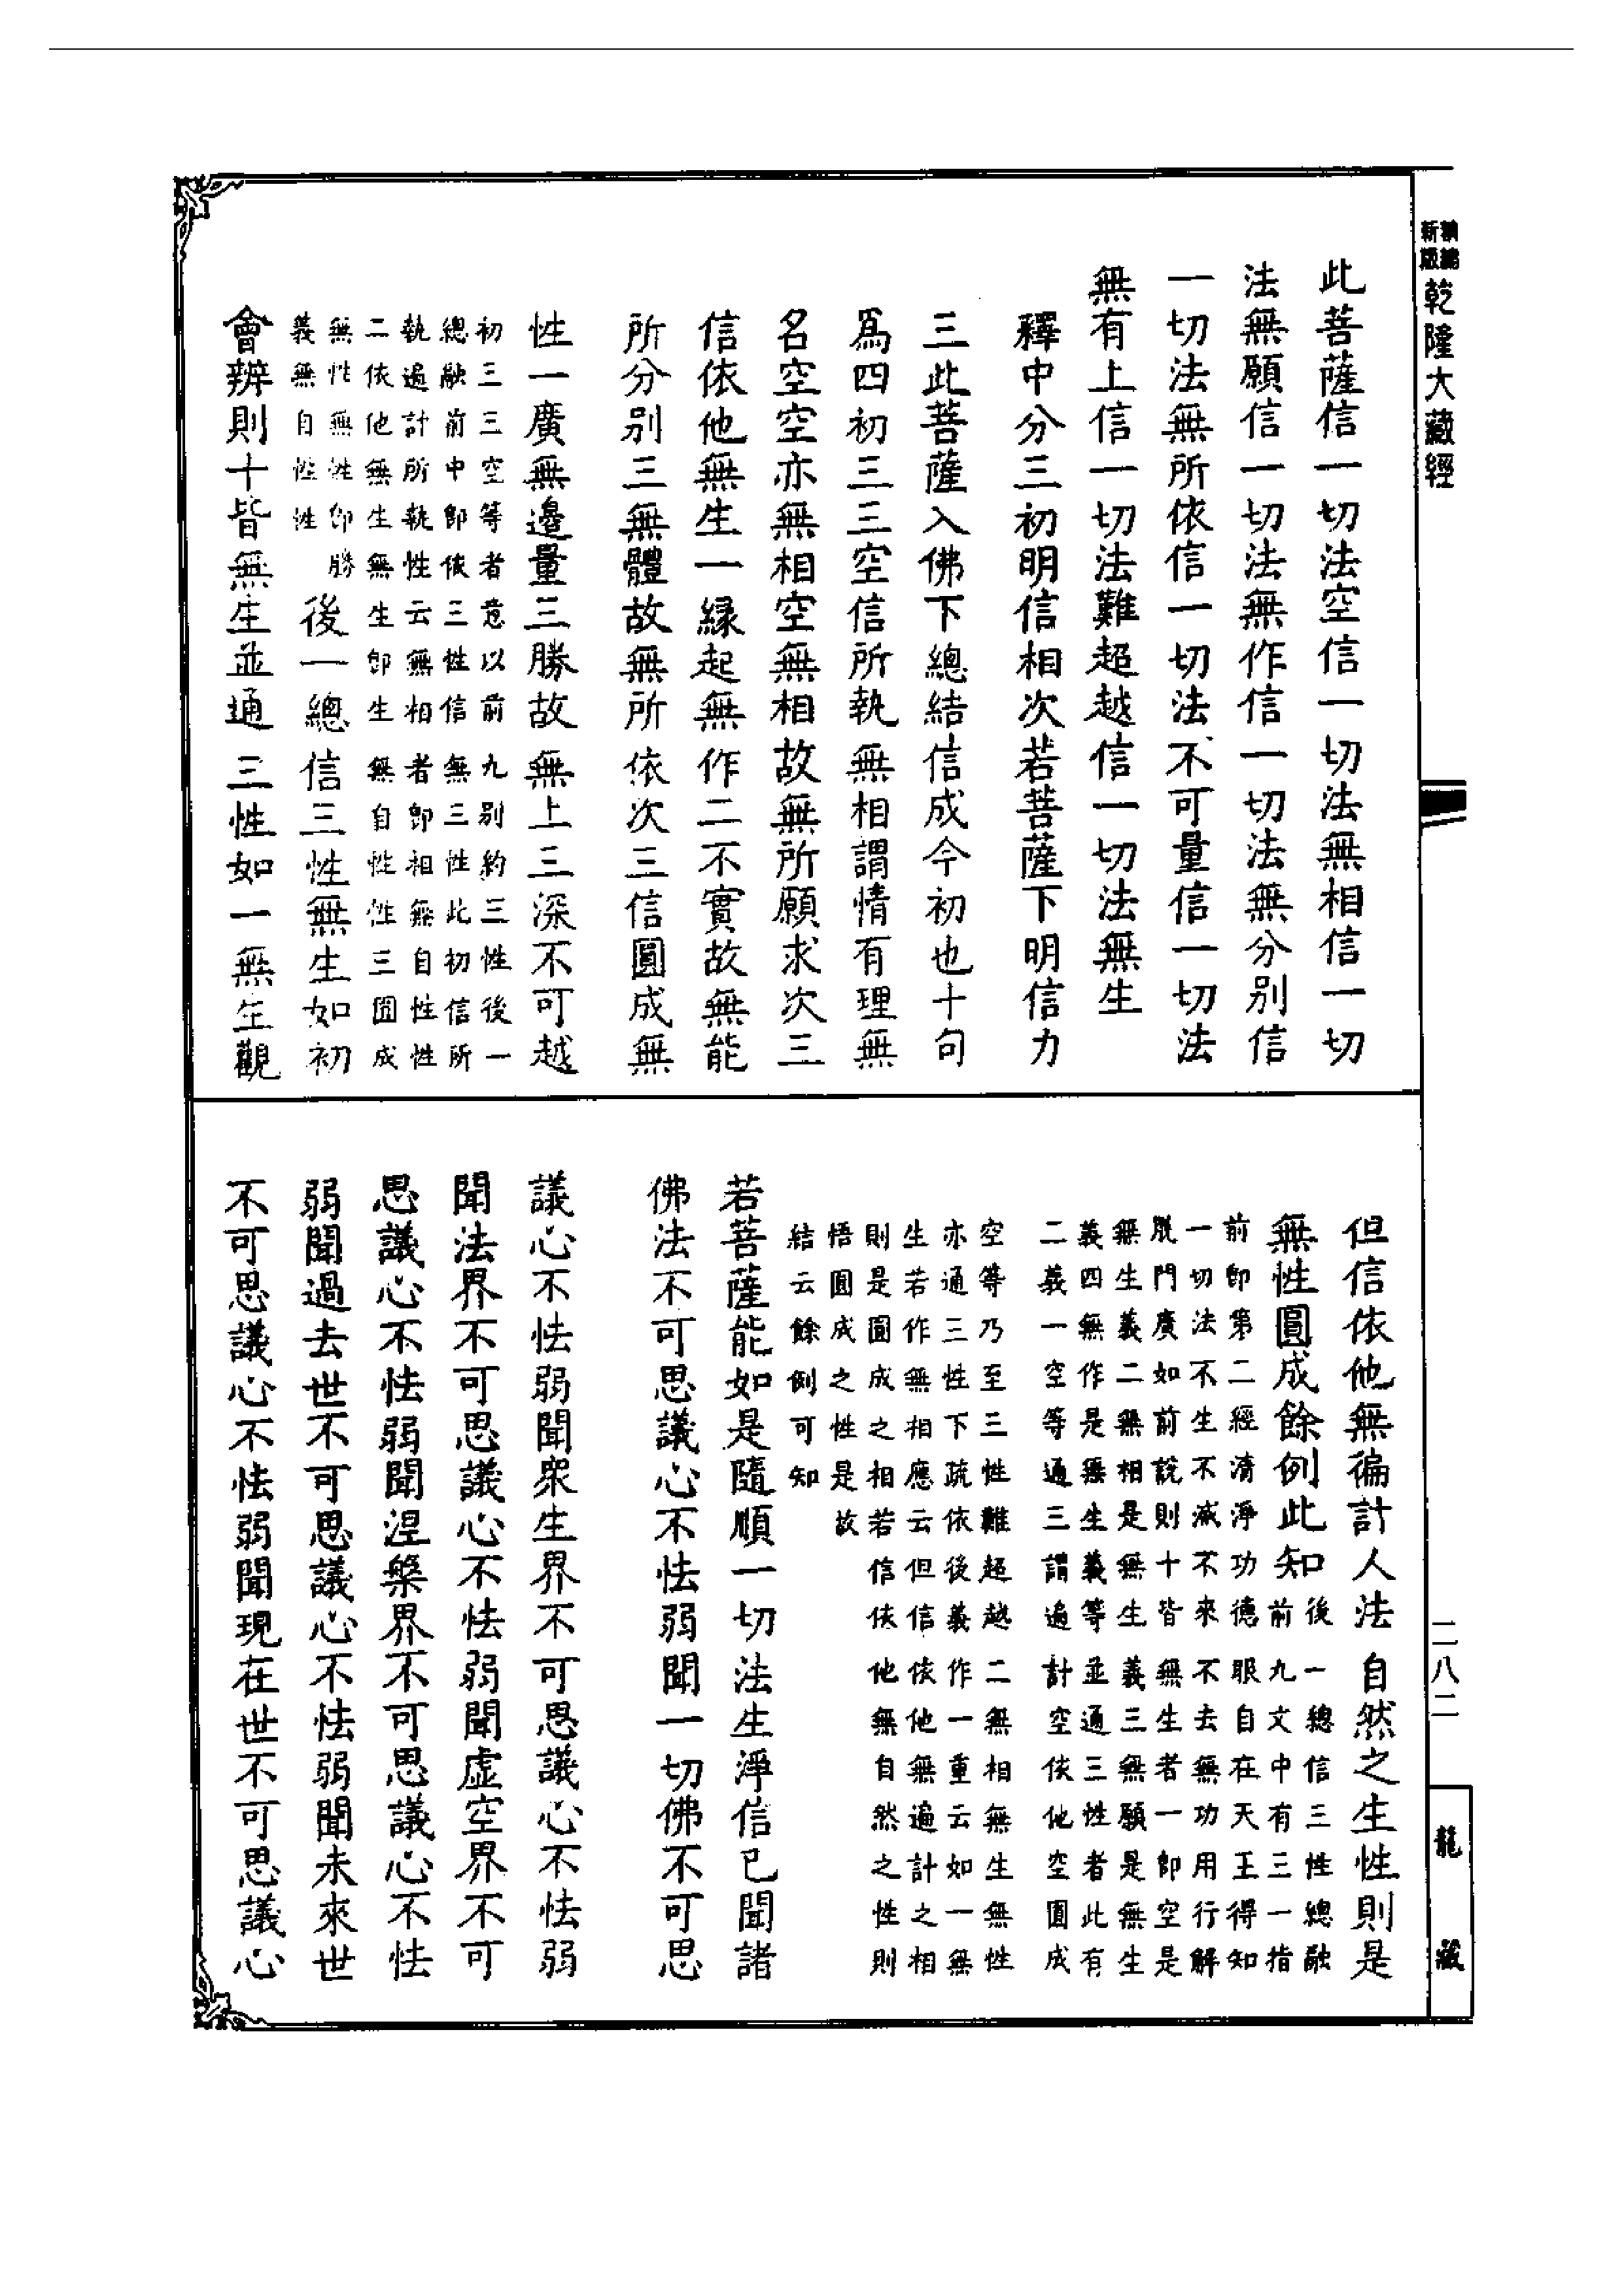 新編縮版乾隆大藏經
此菩薩信一切法空信一切法無相信一切
法無願信一切法無作信一切法無分別信
一切法無所依信一切法不可量信一切法
無有上信一切法難超越信一切法無生
釋中分三初明信相次若菩薩下明信力
三此菩薩入佛下總結信成今初也十句
爲四初三三空信所執無相謂情有理無
名空空亦無相空無相故無所願求次三
信依他無生一緣起無作二不實故無能
所分別三無體故無所依次三信圓成無
性一廣無邊量三勝故無上三深不可越
初三三空等者意以前九別約三性後一
總融前中卽依三性信無三性此初信所
執遍計所執性云無相者卽相無自性性
二依他無生無生卽生無自性性三圓成
無性無性卽勝
義無自性性
後一總信三性無生如初
會辨則十皆無生並通三性如一無生觀
但信依他無徧計人法自然之生性則是
無性圓成餘例此知
後一總信三性總融
前九文中有三一指
前卽第二經清淨功德眼自在天王得知
一切法不生不滅不來不去無功用行解
脫門廣如前說則十皆無生者一卽空是
無生義二無相是無生義三無願是無生
義四無作是無生義等並通三性者此有
二義一空等通三謂遍計空依他空圓成
空等乃至三性難超越二無相無生無性
亦通三性下疏依後義作一重云如一無
生若作無相應云但信依他無遍計之相
則是圓成之相若信依他無自然之性則
悟圓成之性是故
結云餘例可知
若菩薩能如是隨順一切法生淨信已聞諸
佛法不可思議心不怯弱聞一切佛不可思
議心不怯弱聞衆生界不可思議心不怯弱
聞法界不可思議心不怯弱聞虛空界不可
思議心不怯弱聞涅槃界不可思議心不怯
弱聞過去世不可思議心不怯弱聞未來世
不可思議心不怯弱聞現在世不可思議心
二八二
龍藏